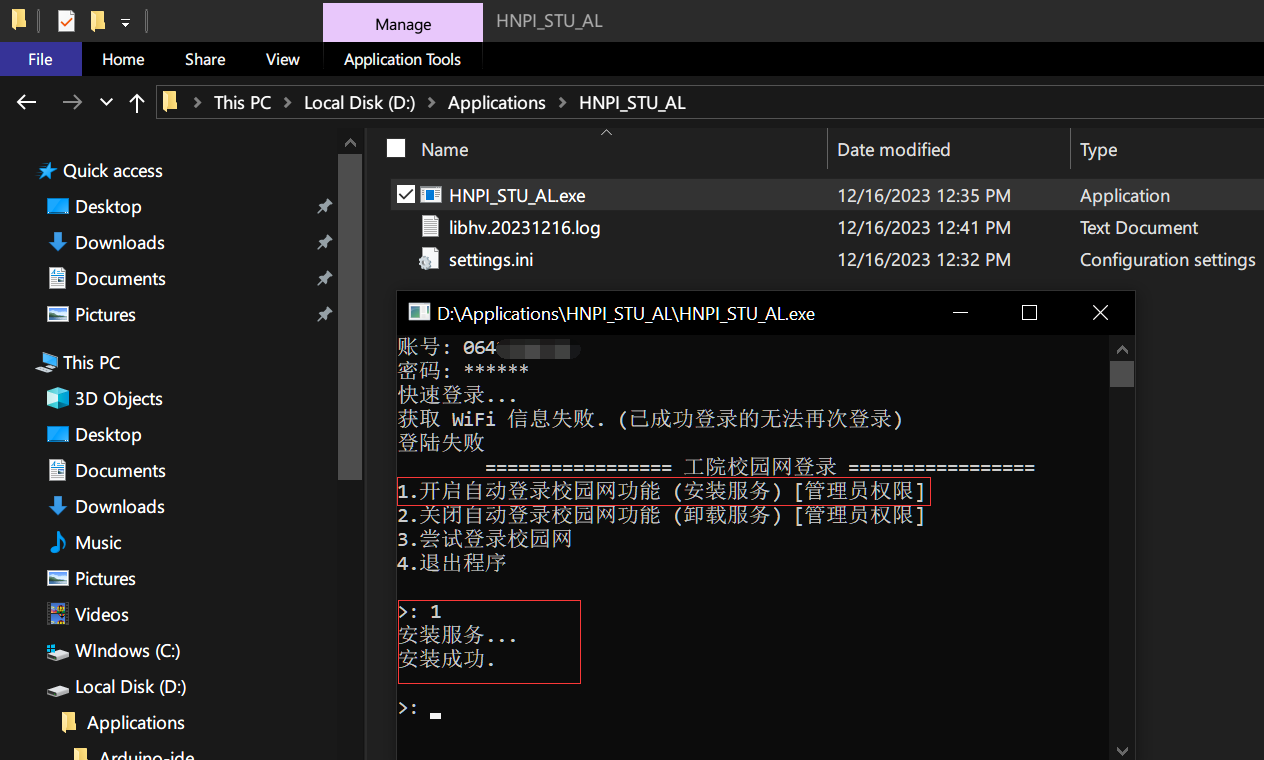 Manage
HNPI_STU_AL
File
Home
Share
View
Application Tools
This PC
Local Disk (D:)
Applications
HNPI_STU_AL
Name
Date modified
Type
HNPI_STU_AL.exe
12/16/2023 12:35 PM
Application
libhv.20231216.log
12/16/2023 12:41 PM
Text Document
settings.ini
12/16/2023 12:32 PM
Configuration settings
Quick access
Desktop
Downloads
Documents
Pictures
This PC
3D Objects
Desktop
Documents
Downloads
Music
Pictures
Videos
WIndows (C:)
Local Disk (D:)
Applications
Arduino-ide
D:\Applications\HNPI_STU_AL\HNPI_STU_AL.exe
账号: 064
密码: ******
快速登录...
获取 WiFi 信息失败. (已成功登录的无法再次登录)
登陆失败
================= 工院校园网登录 =================
1.开启自动登录校园网功能 (安装服务) [管理员权限]
2.关闭自动登录校园网功能 (卸载服务) [管理员权限]
3.尝试登录校园网
4.退出程序
>: 1
安装服务...
安装成功.
>: